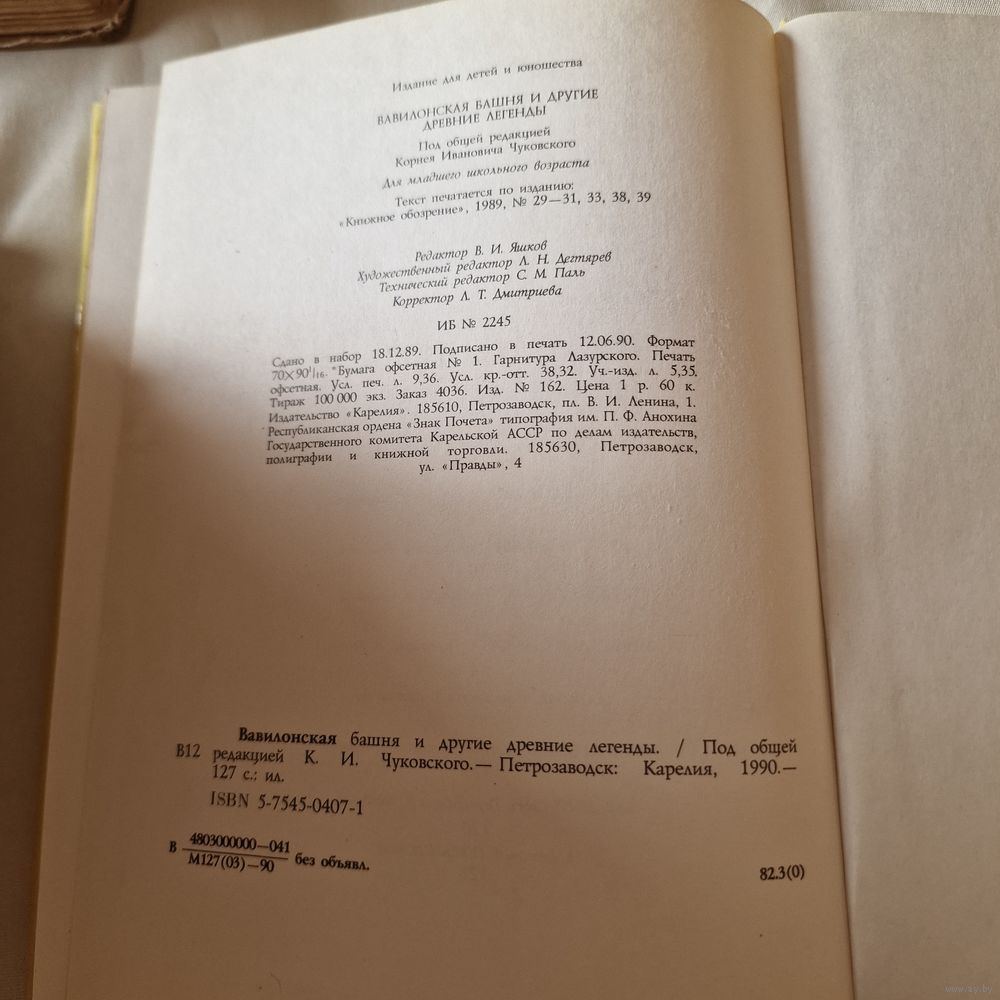 Издание для детей и юношества
ВАВИЛОНСКАЯ БАШНЯ И ДРУГИЕ
ДРЕВНИЕ ЛЕГЕНДЫ
Под общей редакцией
Корнея Ивановича Чуковского
Для младшего школьного возраста
Текст печатается по изданию:
«Книжное обозрение», 1989, № 29—31, 33, 38, 39
Редактор В. И. Яшков
Художественный редактор Л. Н. Дегтярев
Технический редактор С. М. Паль
Корректор Л. Т. Дмитриева
ИБ № 2245
Сдано в набор 18.12.89. Подписано в печать 12.06.90. Формат
70×90¹/₁₆. Бумага офсетная № 1. Гарнитура Лазурского. Печать
офсетная. Усл. печ. л. 9,36. Усл. кр.-отт. 38,32. Уч.-изд. л. 5,35.
Тираж 100 000 экз. Заказ 4036. Изд. № 162. Цена 1 р. 60 к.
Издательство «Карелия». 185610, Петрозаводск, пл. В. И. Ленина, 1.
Республиканская ордена «Знак Почета» типография им. П. Ф. Анохина
Государственного комитета Карельской АССР по делам издательств,
полиграфии и книжной торговли. 185630, Петрозаводск,
ул. «Правды», 4
Вавилонская башня и другие древние легенды. / Под общей
В12 редакцией К. И. Чуковского.— Петрозаводск: Карелия, 1990.—
127 с.: ил.
ISBN 5-7545-0407-1
В 4803000000—041
М127(03)—90 без объявл.
82.3(0)
www.ay.by